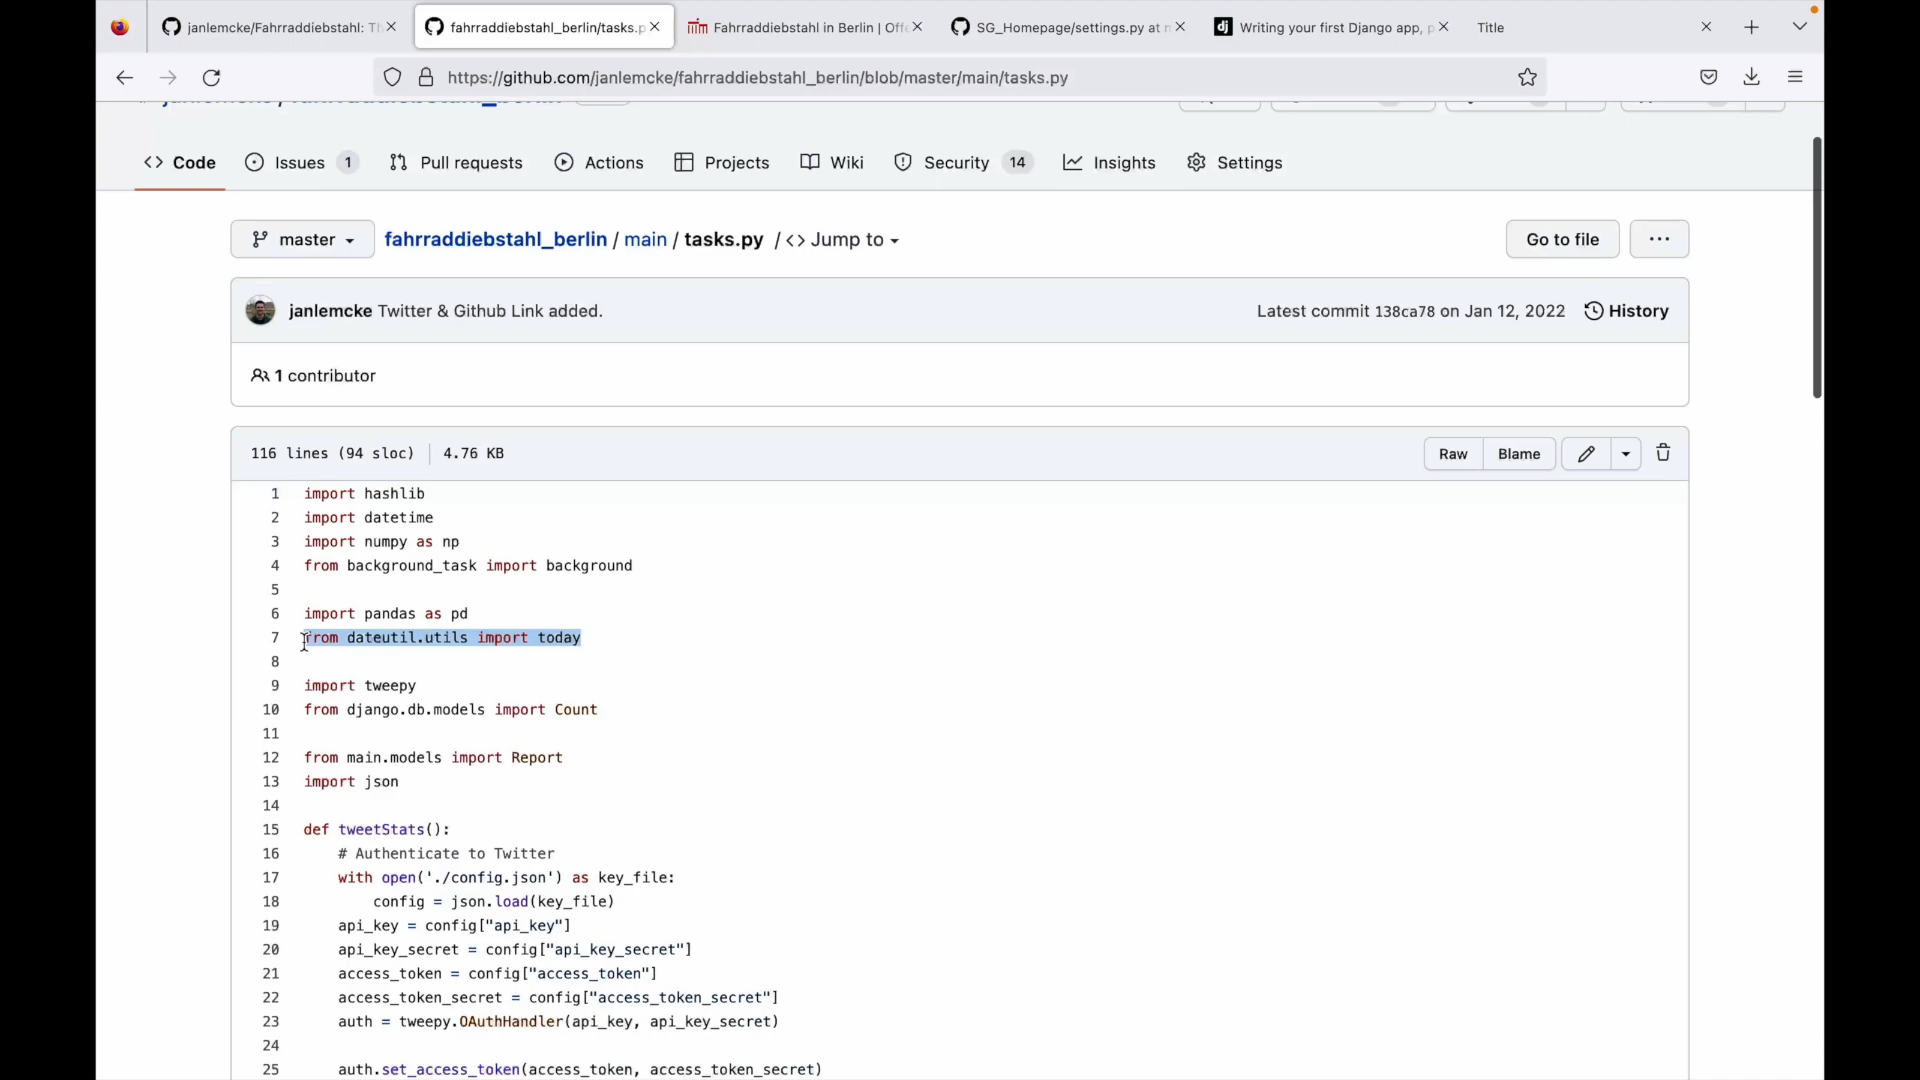 janlemcke/Fahrraddiebstahl: Th
fahrraddiebstahl_berlin/tasks.p
Fahrraddiebstahl in Berlin | Offe
SG_Homepage/settings.py at m
dj Writing your first Django app, p
Title
https://github.com/janlemcke/fahrraddiebstahl_berlin/blob/master/main/tasks.py
janlemcke / fahrraddiebstahl_berlin
<> Code
Issues 1
Pull requests
Actions
Projects
Wiki
Security 14
Insights
Settings
master
fahrraddiebstahl_berlin / main / tasks.py / <> Jump to
Go to file
...
janlemcke Twitter & Github Link added.
Latest commit 138ca78 on Jan 12, 2022
History
1 contributor
116 lines (94 sloc) | 4.76 KB
Raw
Blame
1 import hashlib
2 import datetime
3 import numpy as np
4 from background_task import background
5
6 import pandas as pd
7 from dateutil.utils import today
8
9 import tweepy
10 from django.db.models import Count
11
12 from main.models import Report
13 import json
14
15 def tweetStats():
16 # Authenticate to Twitter
17 with open('./config.json') as key_file:
18 config = json.load(key_file)
19 api_key = config["api_key"]
20 api_key_secret = config["api_key_secret"]
21 access_token = config["access_token"]
22 access_token_secret = config["access_token_secret"]
23 auth = tweepy.OAuthHandler(api_key, api_key_secret)
24
25 auth.set_access_token(access_token, access_token_secret)